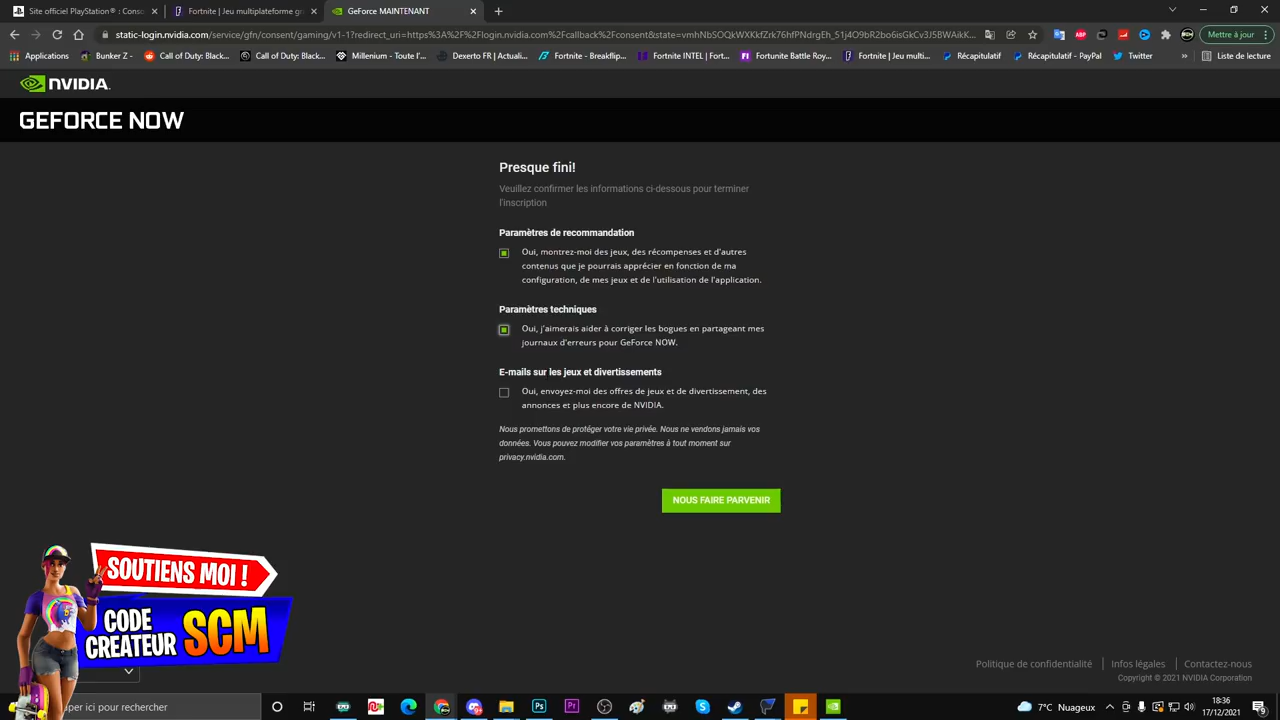 Site officiel PlayStation® : Conso
Fortnite | Jeu multiplateforme gr
GeForce MAINTENANT
static-login.nvidia.com/service/gfn/consent/gaming/v1-1?redirect_uri=https%3A%2F%2Flogin.nvidia.com%2Fcallback%2Fconsent&state=
Mettre à jour
Applications
Bunker Z -
Call of Duty: Black...
Call of Duty: Black...
Millenium - Toute l'...
Dexerto FR | Actuali...
Fortnite - Breakflip...
Fortnite INTEL | Fort...
Fortunite Battle Roy...
Fortnite | Jeu multi...
Récapitulatif
Récapitulatif - PayPal
Twitter
»
Liste de lecture
NVIDIA.
GEFORCE NOW
Presque fini!
Veuillez confirmer les informations ci-dessous pour terminer
l'inscription
Paramètres de recommandation
Oui, montrez-moi des jeux, des récompenses et d'autres
contenus que je pourrais apprécier en fonction de ma
configuration, de mes jeux et de l'utilisation de l'application.
Paramètres techniques
Oui, j'aimerais aider à corriger les bogues en partageant mes
journaux d'erreurs pour GeForce NOW.
E-mails sur les jeux et divertissements
Oui, envoyez-moi des offres de jeux et de divertissement, des
annonces et plus encore de NVIDIA.
Nous promettons de protéger votre vie privée. Nous ne vendons jamais vos
données. Vous pouvez modifier vos paramètres à tout moment sur
privacy.nvidia.com.
NOUS FAIRE PARVENIR
SOUTIENS MOI !
CODE
CREATEUR SCM
Politique de confidentialité
Infos légales
Contactez-nous
Copyright © 2021 NVIDIA Corporation
per ici pour rechercher
7°C Nuageux
18:36
17/12/2021